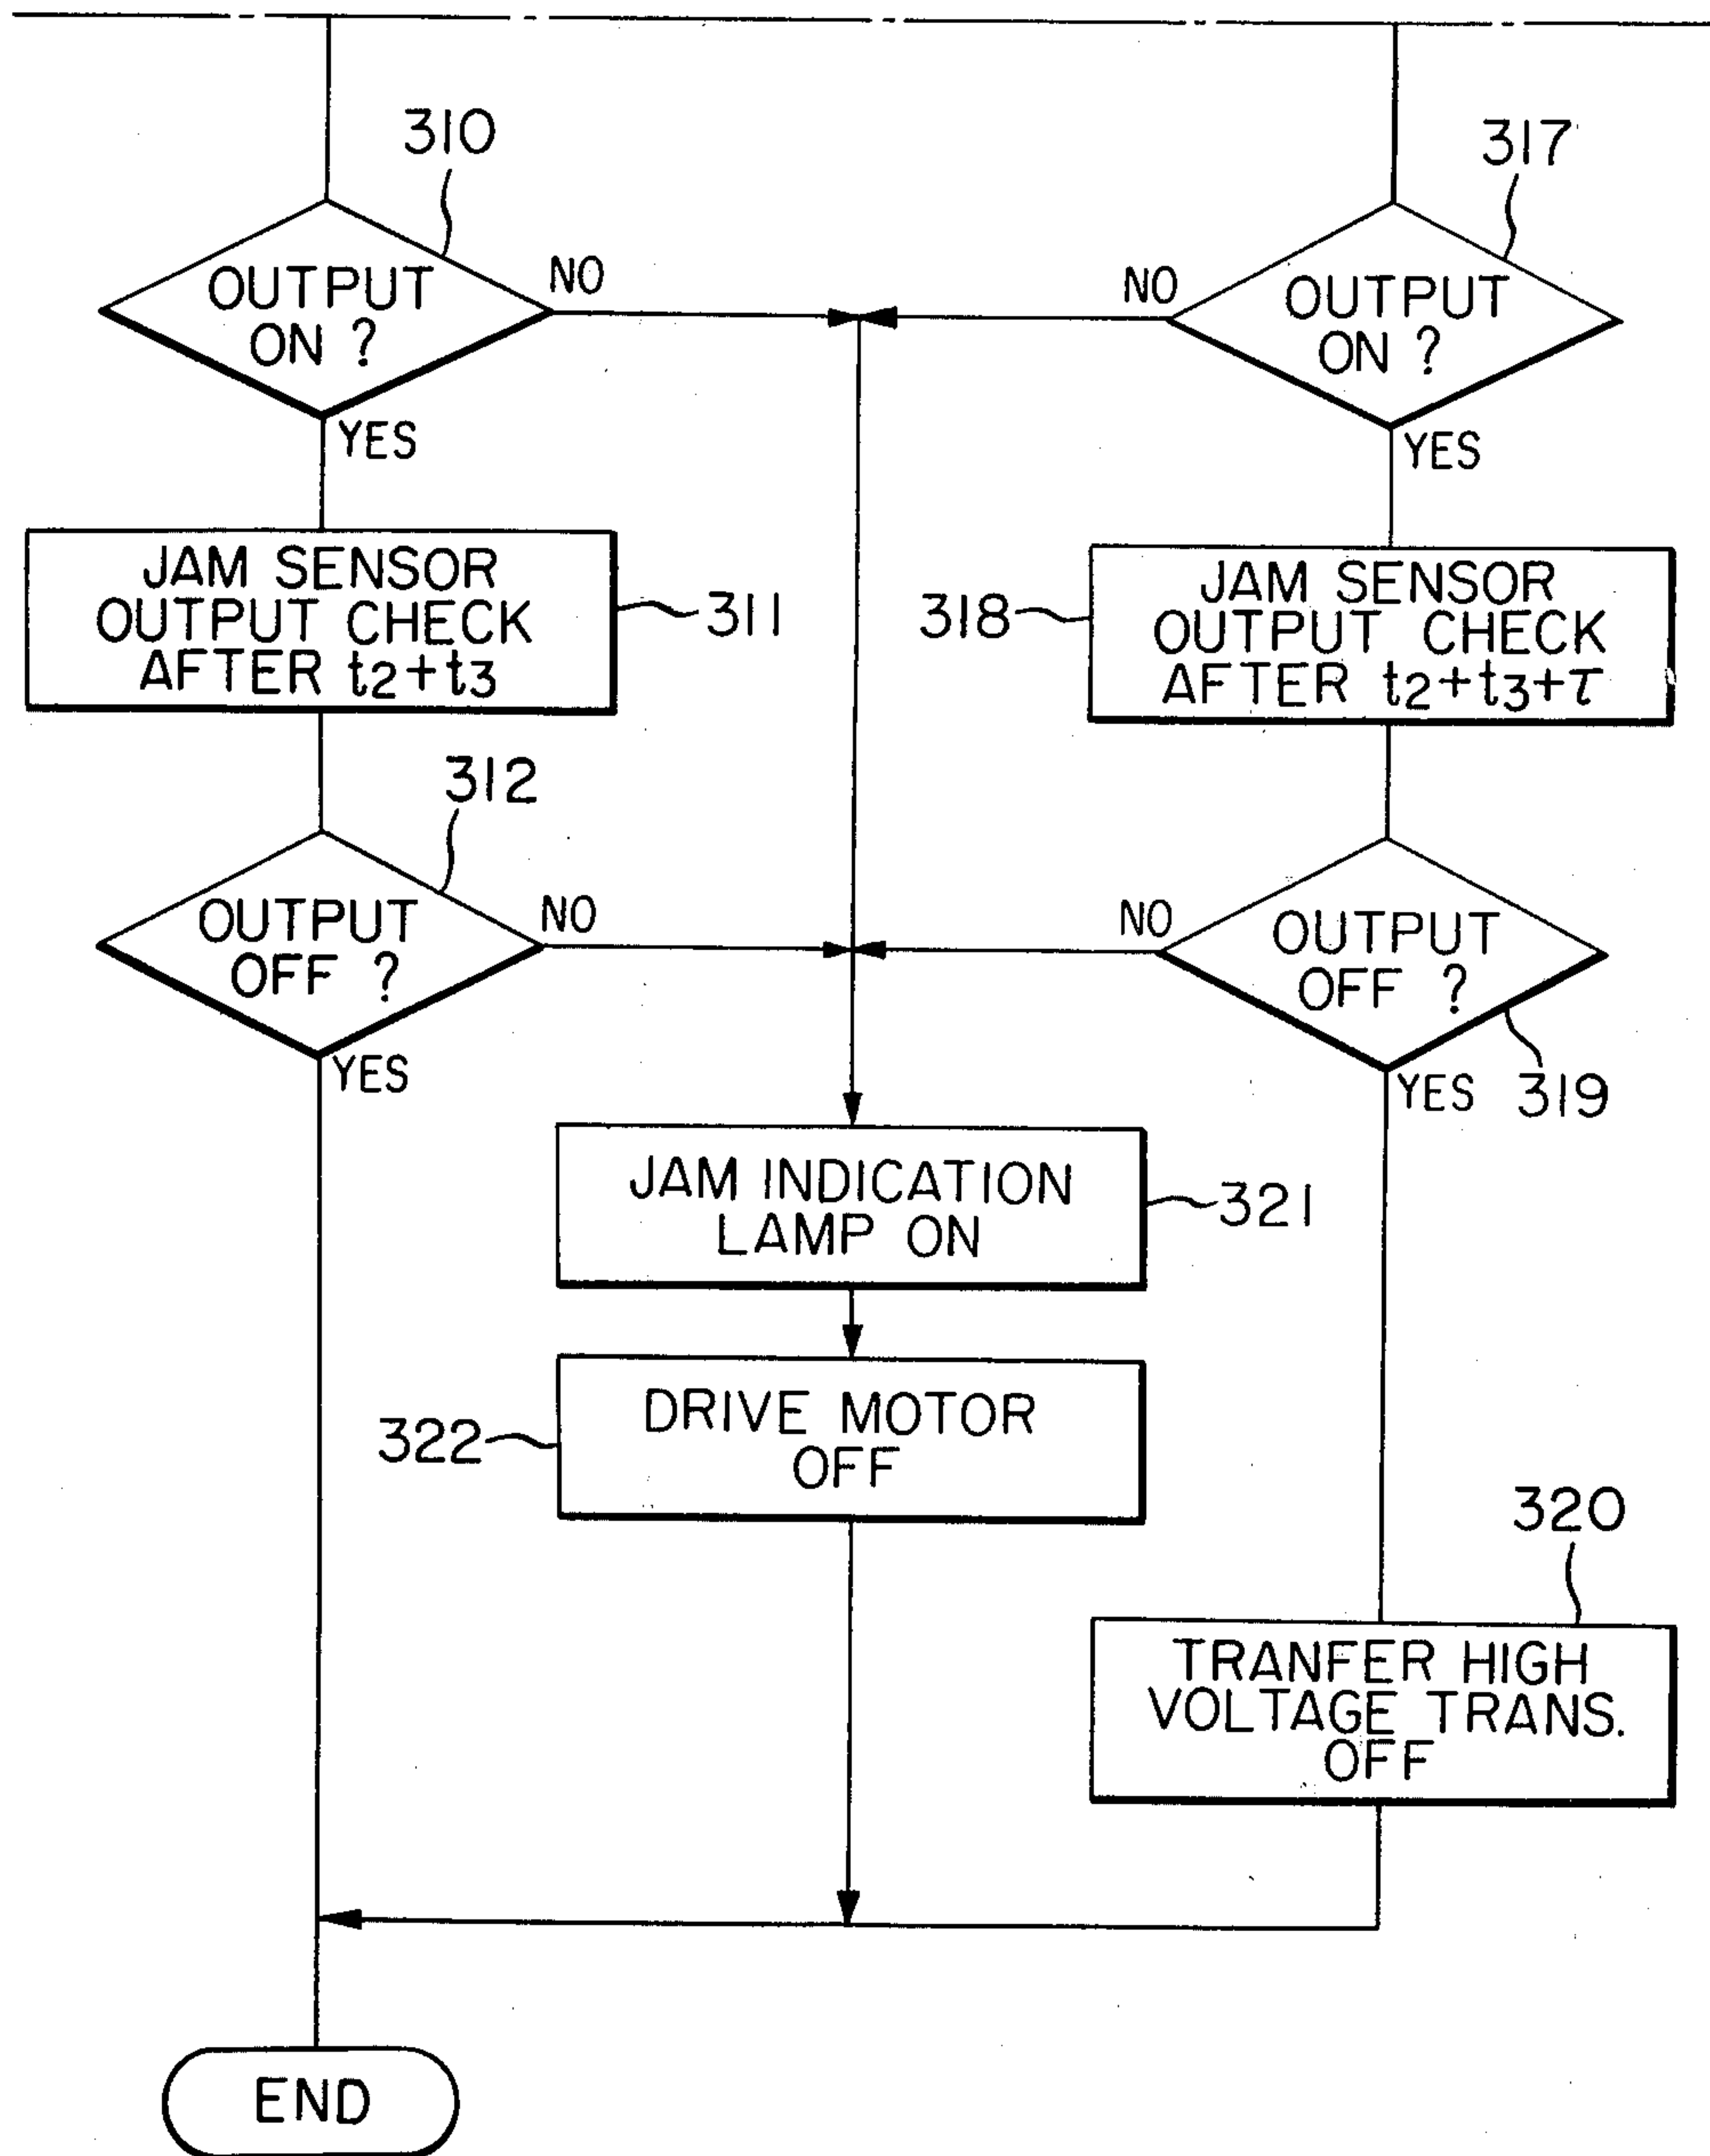 310
317
OUTPUT
ON ?
NO
NO
OUTPUT
ON ?
YES
YES
JAM SENSOR
OUTPUT CHECK
AFTER t2+t3
311
318
JAM SENSOR
OUTPUT CHECK
AFTER t2+t3+τ
312
OUTPUT
OFF ?
NO
NO
OUTPUT
OFF ?
YES
YES
319
JAM INDICATION
LAMP ON
321
DRIVE MOTOR
OFF
322
320
TRANFER HIGH
VOLTAGE TRANS.
OFF
END